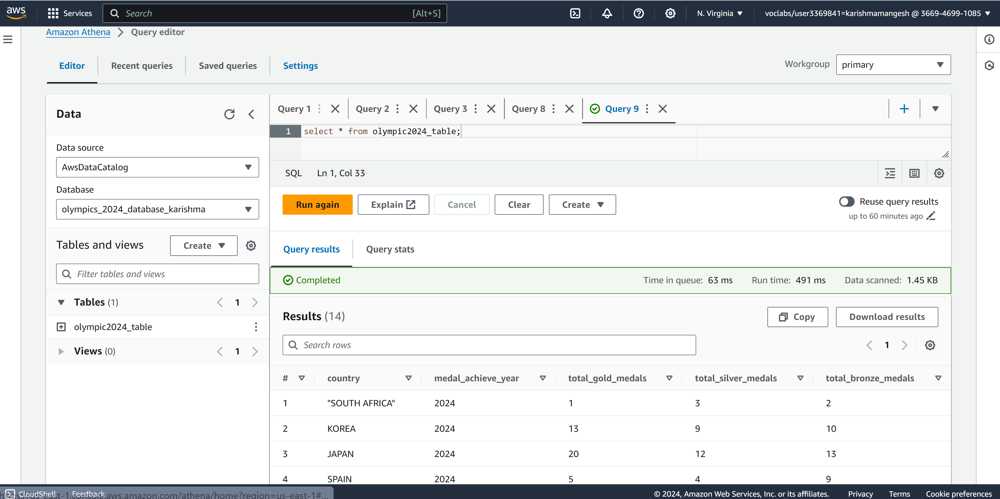 aws Services Search [Alt+S] N. Virginia voclabs/user3369841=karishmamangesh @ 3669-4699-1085
Amazon Athena Query editor
Editor Recent queries Saved queries Settings Workgroup primary
Data
Query 1 Query 2 Query 3 Query 8 Query 9
1 select * from olympic2024_table;
Data source
AwsDataCatalog
SQL Ln 1, Col 33
Database
olympics_2024_database_karishma
Run again Explain Cancel Clear Create Reuse query results
up to 60 minutes ago
Tables and views Create
Query results Query stats
Filter tables and views
Completed Time in queue: 63 ms Run time: 491 ms Data scanned: 1.45 KB
Tables (1) 1
Results (14) Copy Download results
olympic2024_table
Search rows 1
Views (0) 1
# country medal_achieve_year total_gold_medals total_silver_medals total_bronze_medals
1 "SOUTH AFRICA" 2024 1 3 2
2 KOREA 2024 13 9 10
3 JAPAN 2024 20 12 13
4 SPAIN 2024 5 4 9
CloudShell Feedback
https://us-east-1.console.aws.amazon.com/athena/home?region=us-east-1#...
© 2024, Amazon Web Services, Inc. or its affiliates. Privacy Terms Cookie preferences